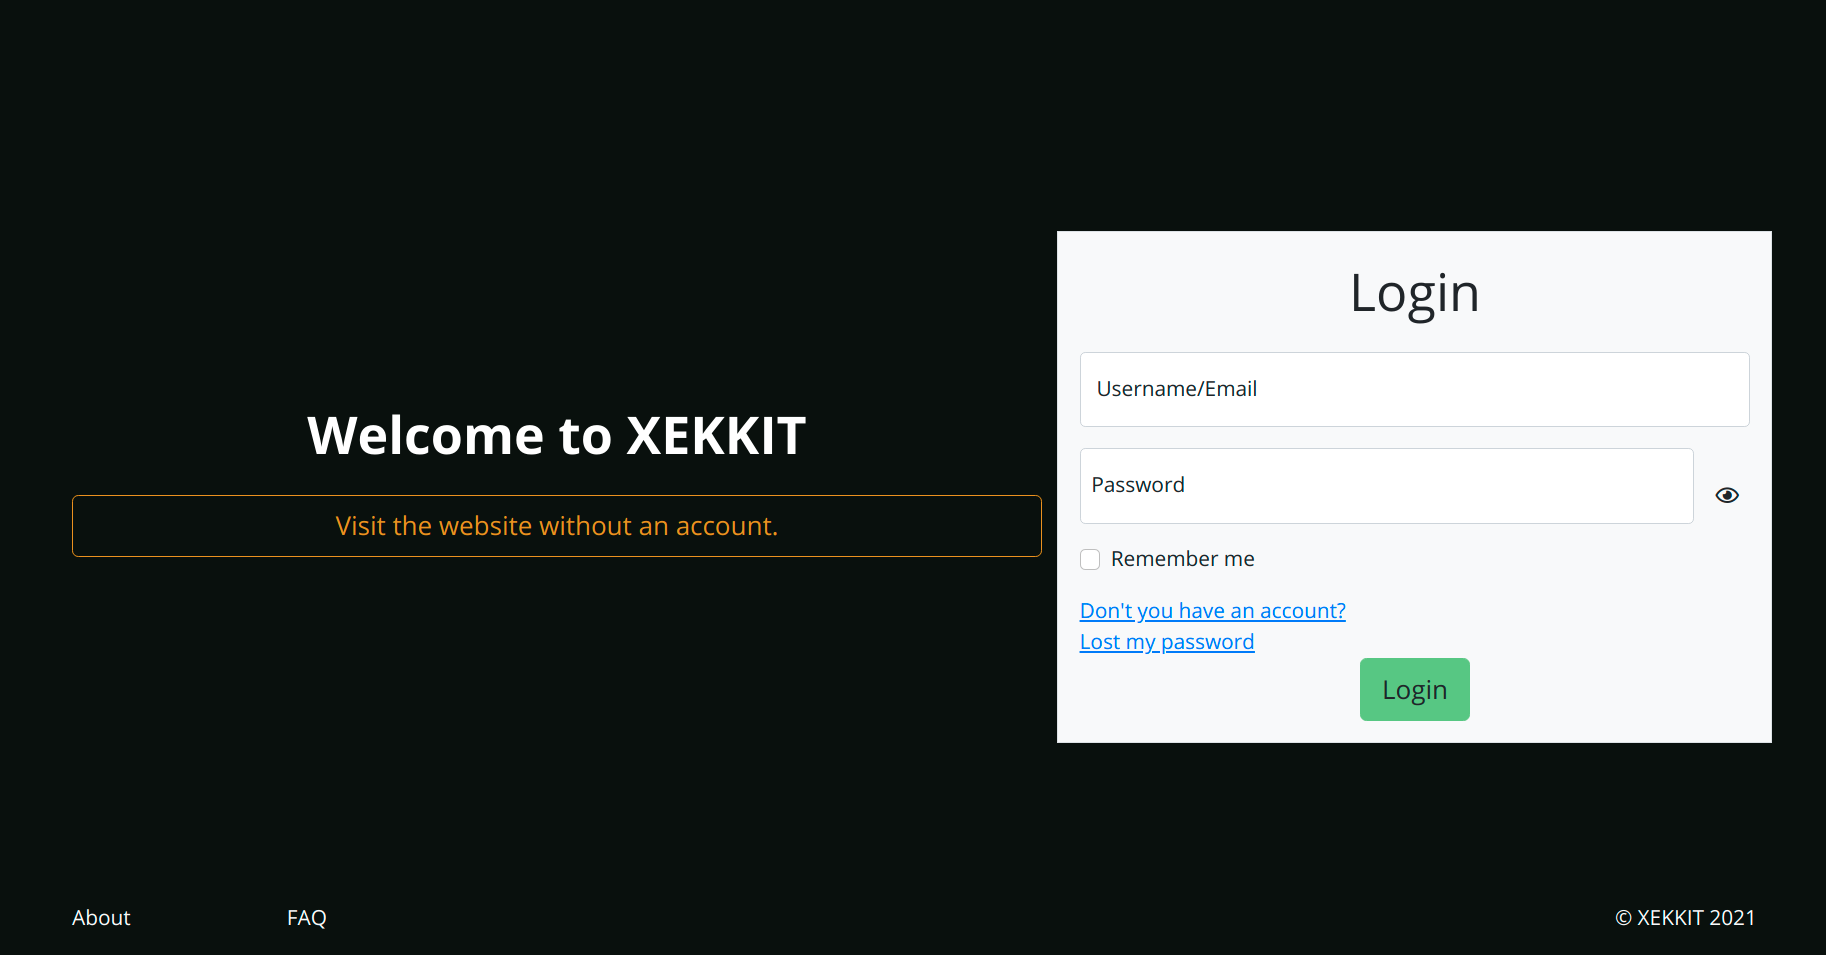 Welcome to XEKKIT
Visit the website without an account.
Login
Username/Email
Password
Remember me
Don't you have an account?
Lost my password
Login
About
FAQ
© XEKKIT 2021